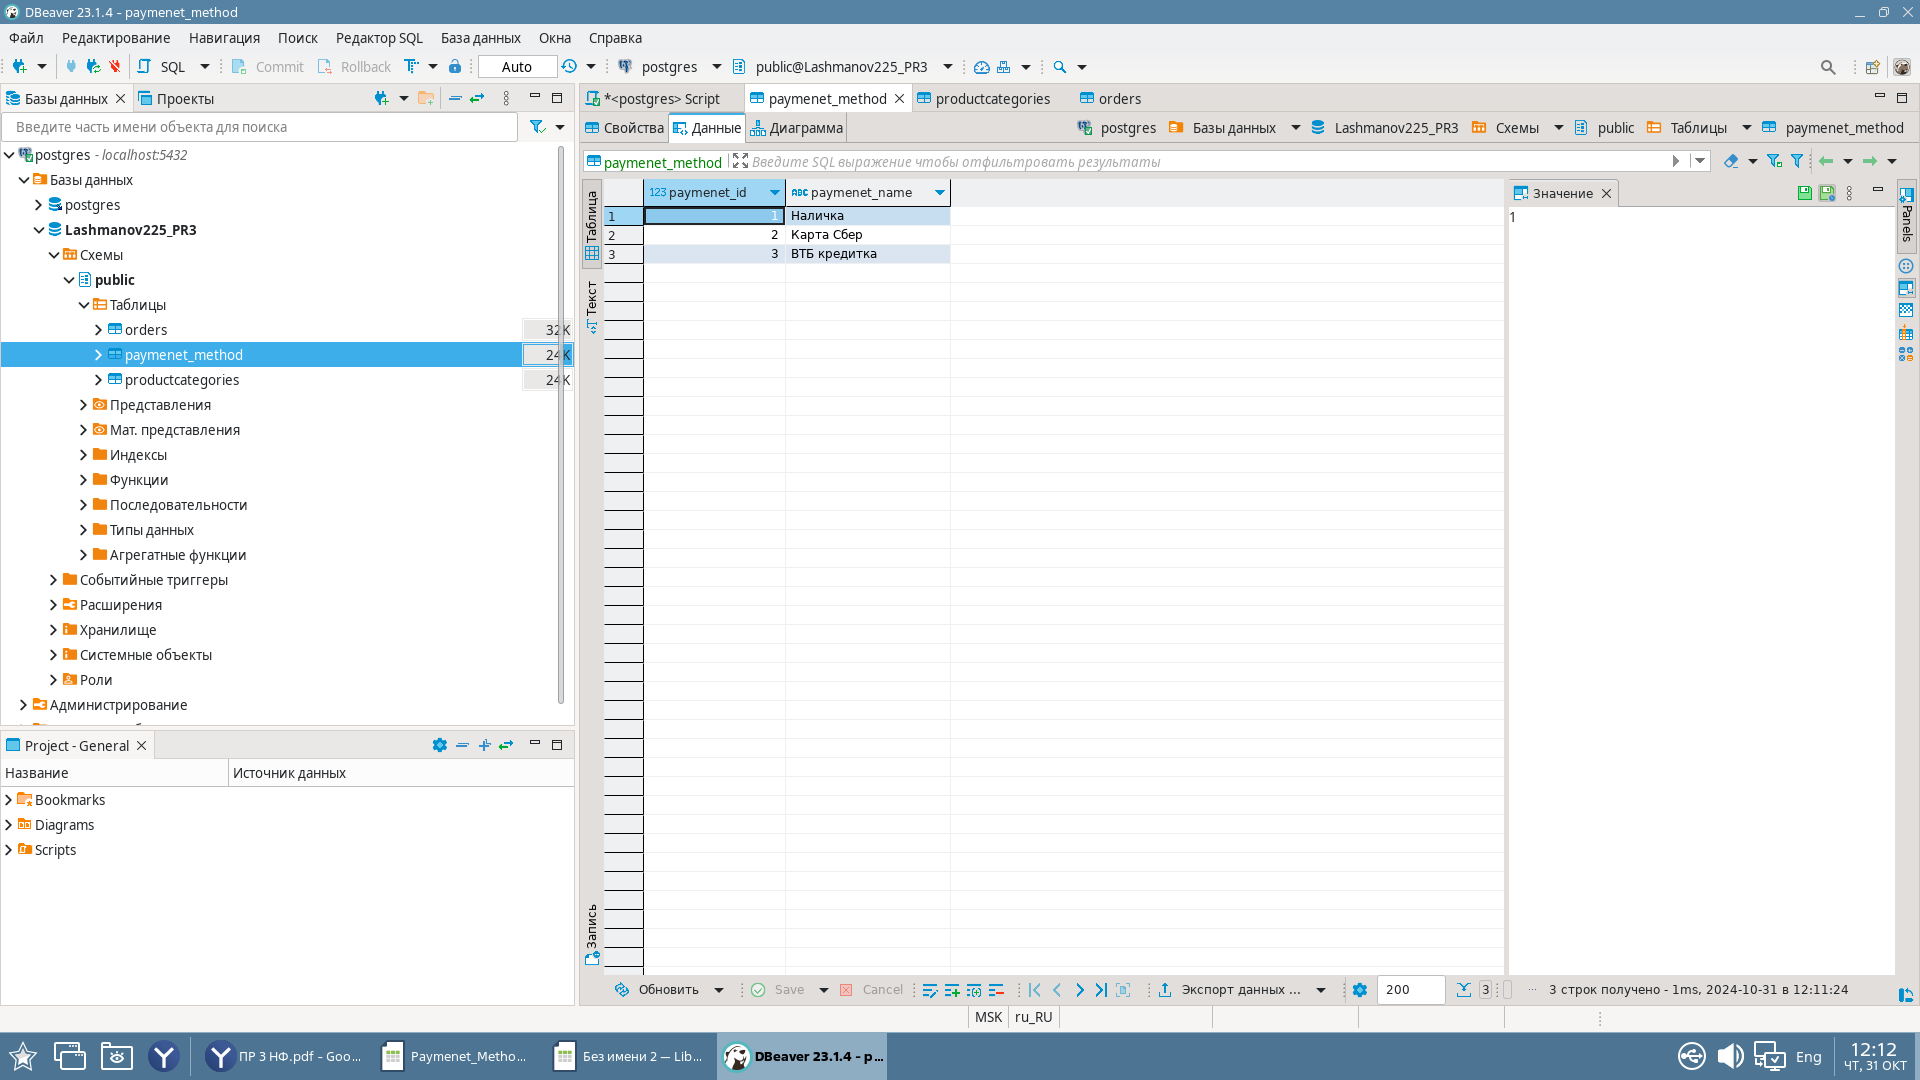 DBeaver 23.1.4 - paymenet_method
Файл Редактирование Навигация Поиск Редактор SQL База данных Окна Справка
SQL Commit Rollback Auto postgres public@Lashmanov225_PR3
Базы данных Проекты
Введите часть имени объекта для поиска
postgres - localhost:5432
Базы данных
postgres
Lashmanov225_PR3
Схемы
public
Таблицы
orders 32K
paymenet_method 24K
productcategories 24K
Представления
Мат. представления
Индексы
Функции
Последовательности
Типы данных
Агрегатные функции
Событийные триггеры
Расширения
Хранилище
Системные объекты
Роли
Администрирование
Project - General
Название Источник данных
Bookmarks
Diagrams
Scripts
*<postgres> Script paymenet_method productcategories orders
Свойства Данные Диаграмма postgres Базы данных Lashmanov225_PR3 Схемы public Таблицы paymenet_method
paymenet_method Введите SQL выражение чтобы отфильтровать результаты
Таблица
Текст
Запись
123 paymenet_id ABC paymenet_name
1 1 Наличка
2 2 Карта Сбер
3 3 ВТБ кредитка
Значение
1
Panels
Обновить Save Cancel Экспорт данных ... 200 3 ... 3 строк получено - 1ms, 2024-10-31 в 12:11:24
MSK ru_RU
ПР 3 НФ.pdf - Goo... Paymenet_Metho... Без имени 2 — Lib... DBeaver 23.1.4 - p... Eng 12:12
ЧТ, 31 ОКТ